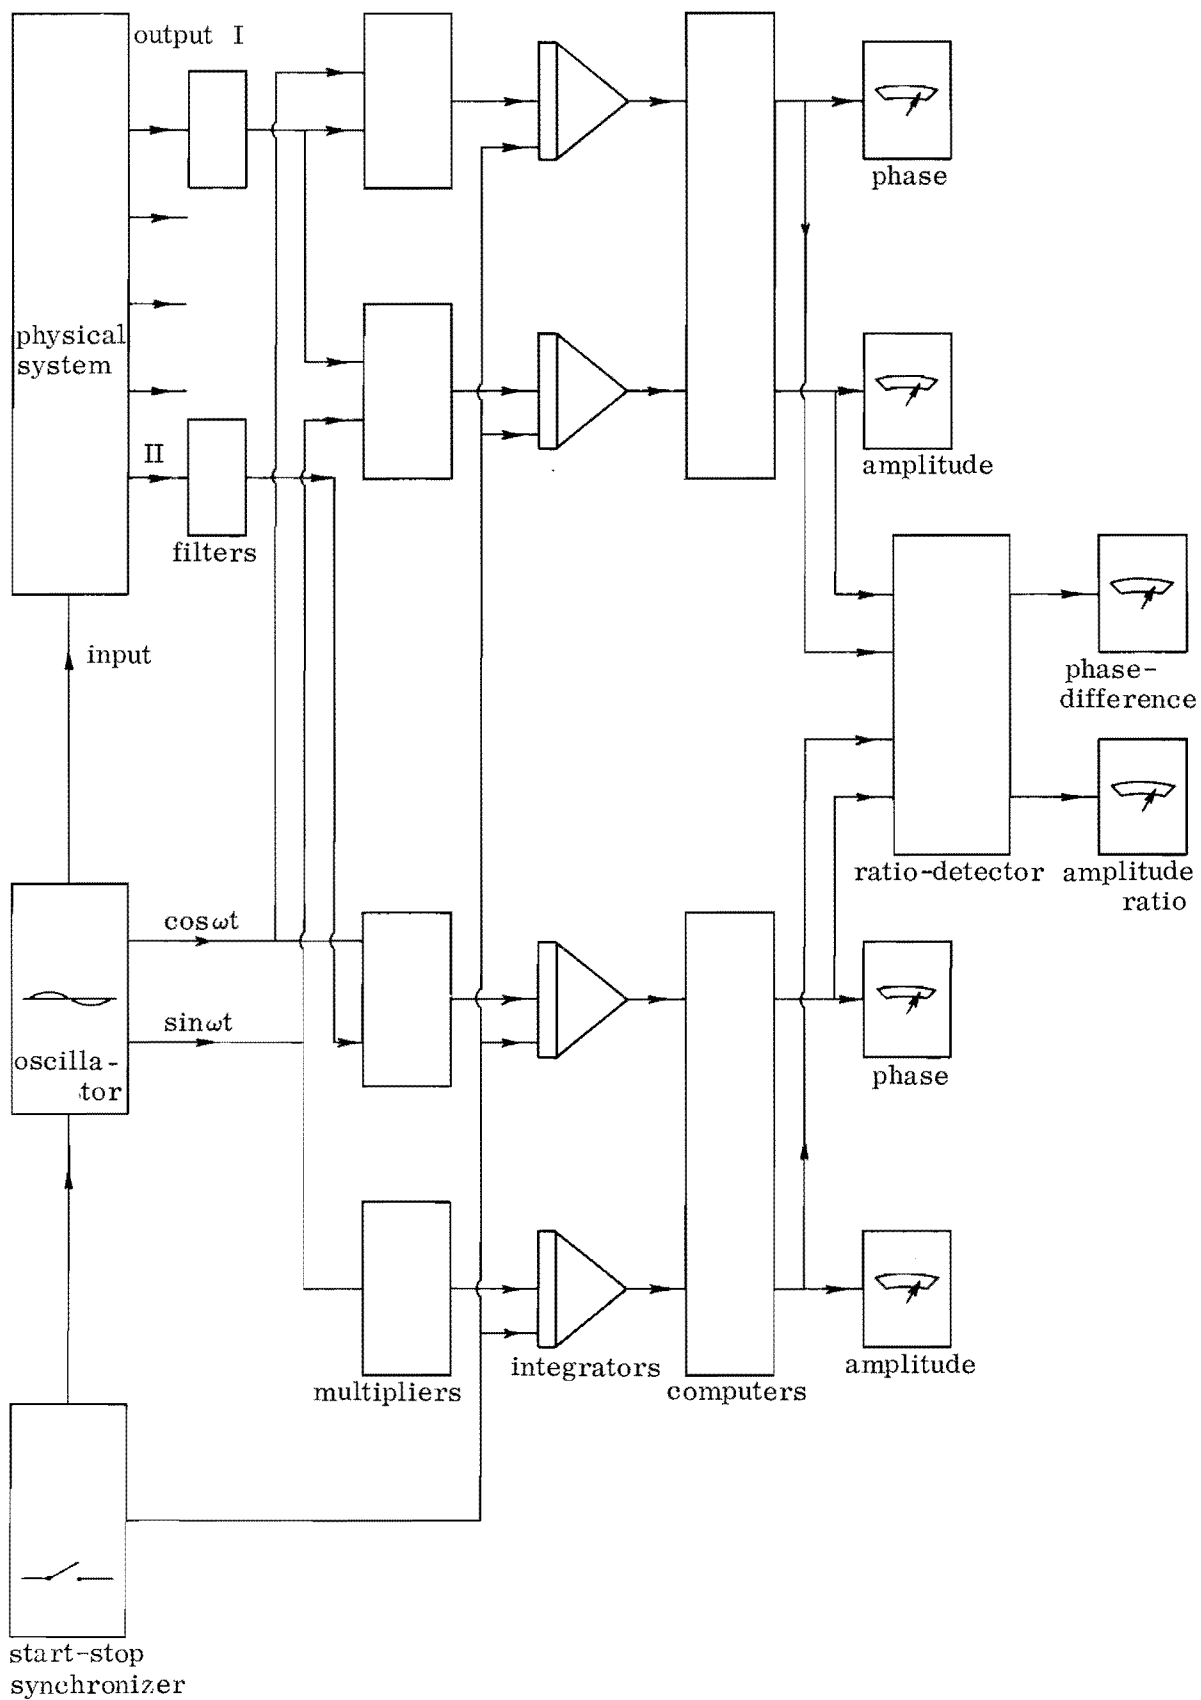 output I
phase
physical
system
amplitude
II
filters
input
phase-
difference
ratio-detector
amplitude
ratio
cosωt
sinωt
oscilla-
tor
phase
integrators
amplitude
multipliers
computers
start-stop
synchronizer